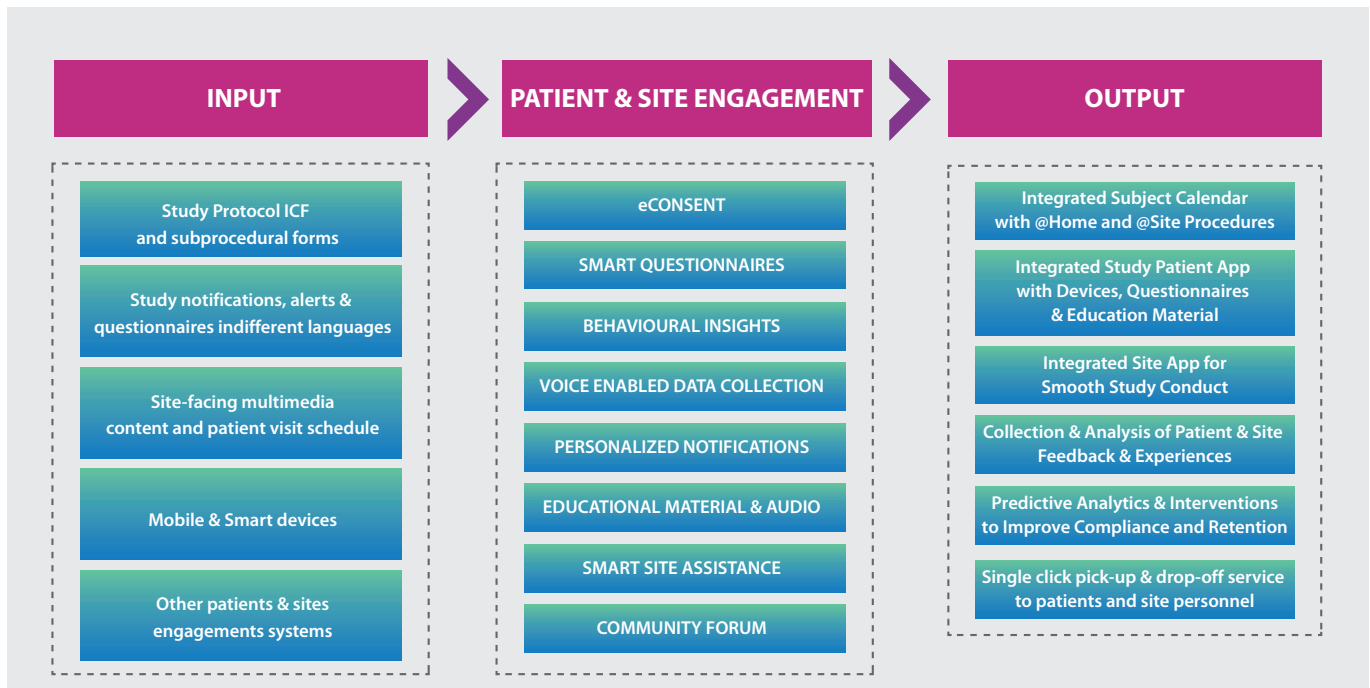 INPUT
Study Protocol ICF
and subprocedural forms
Study notifications, alerts &
questionnaires indifferent languages
Site-facing multimedia
content and patient visit schedule
Mobile & Smart devices
Other patients & sites
engagements systems
PATIENT & SITE ENGAGEMENT
eCONSENT
SMART QUESTIONNAIRES
BEHAVIOURAL INSIGHTS
VOICE ENABLED DATA COLLECTION
PERSONALIZED NOTIFICATIONS
EDUCATIONAL MATERIAL & AUDIO
SMART SITE ASSISTANCE
COMMUNITY FORUM
OUTPUT
Integrated Subject Calendar
with @Home and @Site Procedures
Integrated Study Patient App
with Devices, Questionnaires
& Education Material
Integrated Site App for
Smooth Study Conduct
Collection & Analysis of Patient & Site
Feedback & Experiences
Predictive Analytics & Interventions
to Improve Compliance and Retention
Single click pick-up & drop-off service
to patients and site personnel